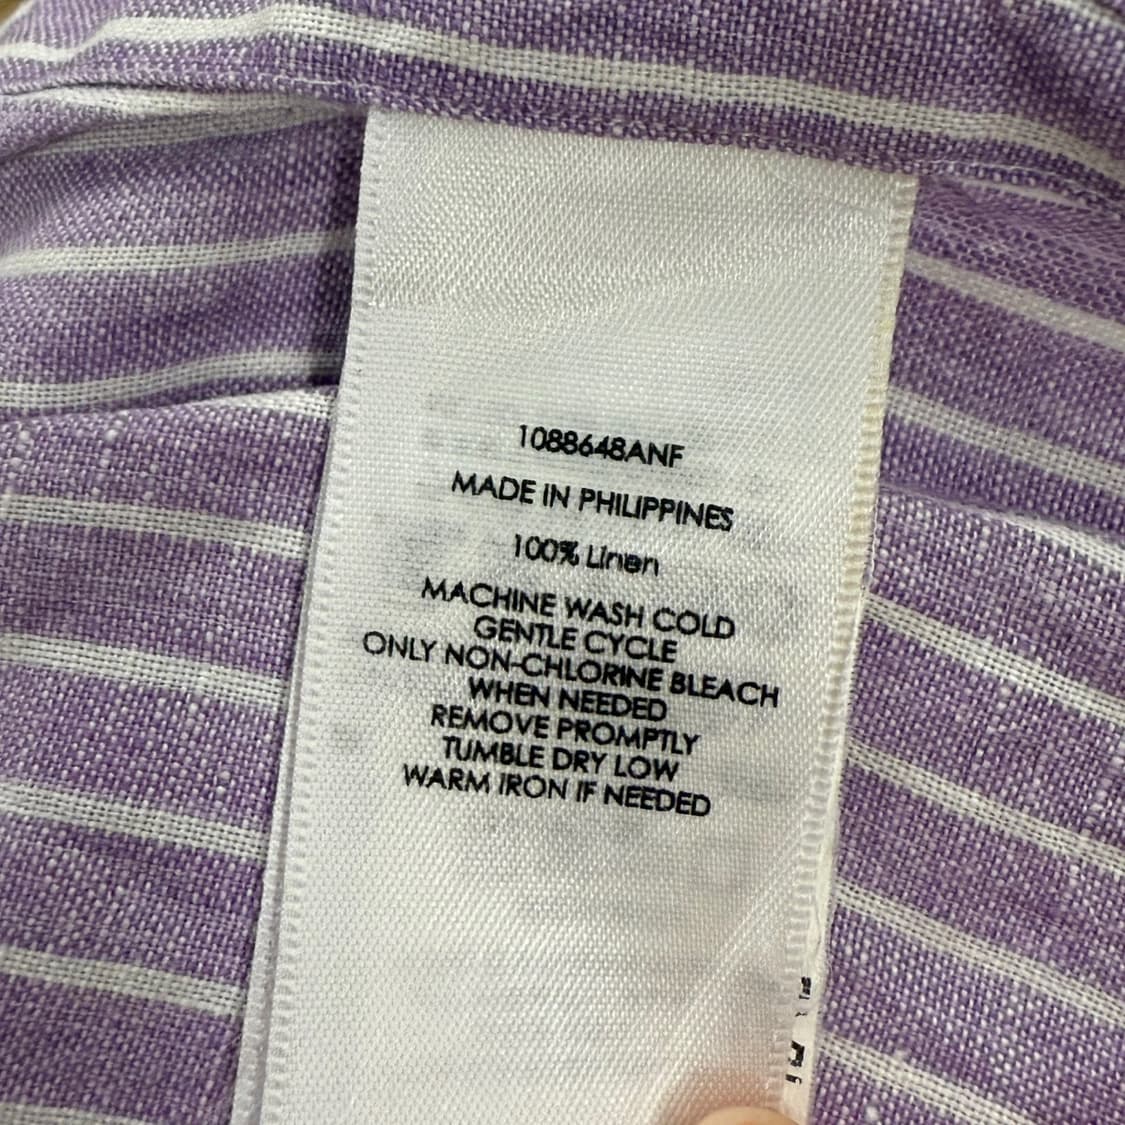 1088648ANF
MADE IN PHILIPPINES
100% Linen
MACHINE WASH COLD
GENTLE CYCLE
ONLY NON-CHLORINE BLEACH
WHEN NEEDED
REMOVE PROMPTLY
TUMBLE DRY LOW
WARM IRON IF NEEDED